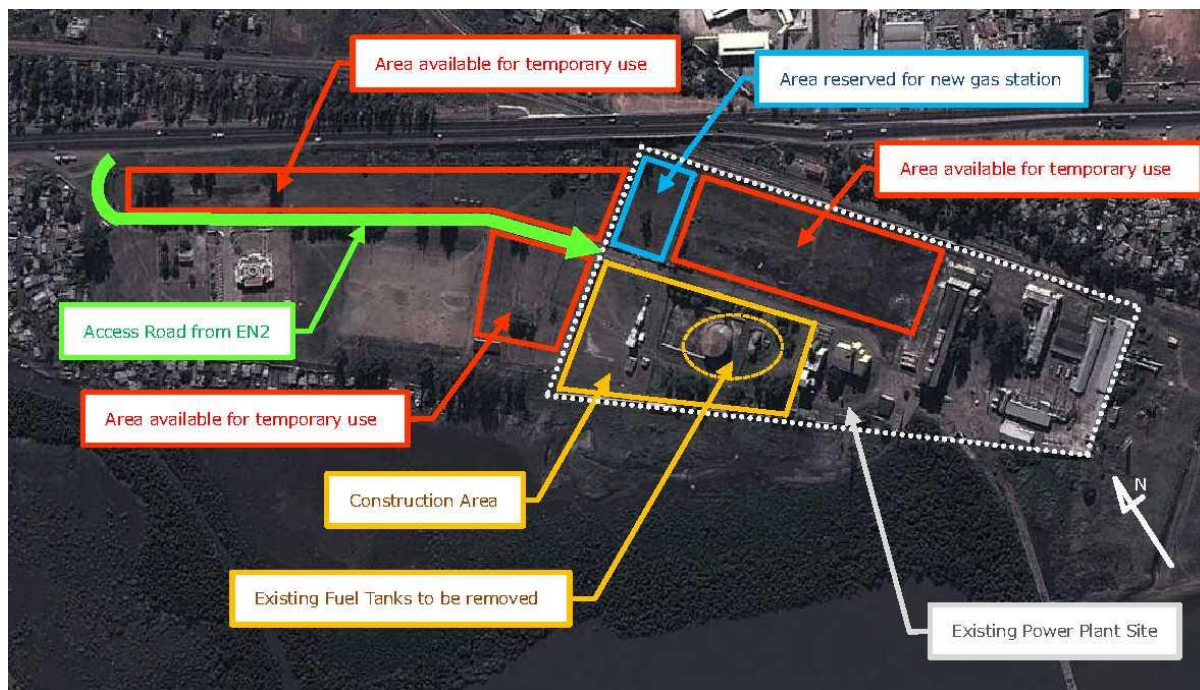 Area available for temporary use
Area reserved for new gas station
Area available for temporary use
Access Road from EN2
Area available for temporary use
Construction Area
N
Existing Fuel Tanks to be removed
Existing Power Plant Site